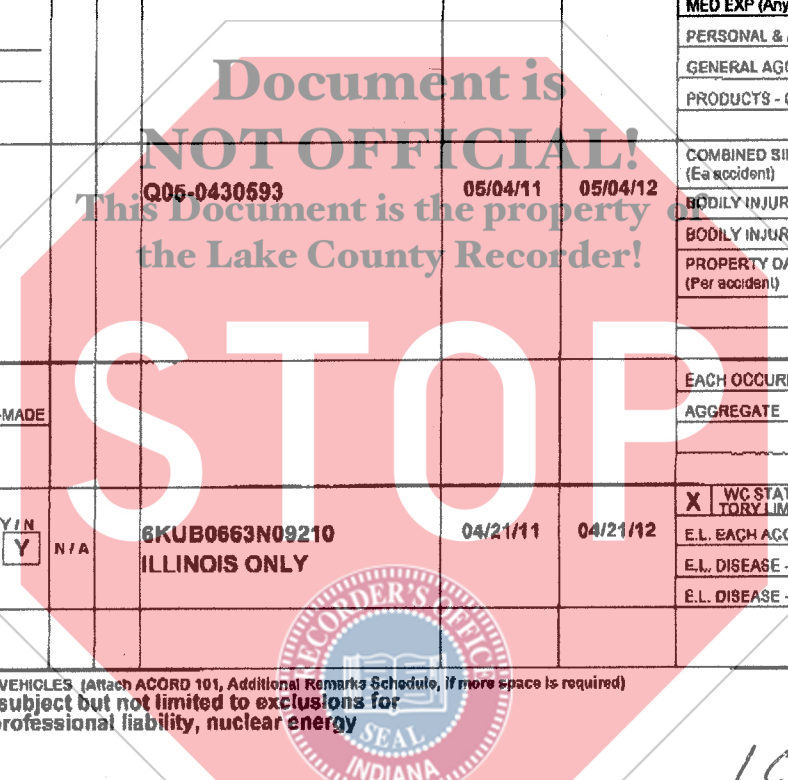 MED EXP (Any
PERSONAL &
GENERAL AGG
PRODUCTS -
Document is
NOT OFFICIAL!
This Document is the property of
the Lake County Recorder!
COMBINED SIN
(Ea accident)
Q05-0430593 05/04/11 05/04/12
BODILY INJUR
BODILY INJUR
PROPERTY DA
(Per accident)
STOP
EACH OCCURR
-MADE
AGGREGATE
X WC STAT
TORY LIM
Y / N
Y N / A
6KUB0663N09210 04/21/11 04/21/12
ILLINOIS ONLY
E.L. EACH ACC
E.L. DISEASE -
E.L. DISEASE -
RECORDER'S OFFICE
SEAL
INDIANA
VEHICLES (Attach ACORD 101, Additional Remarks Schedule, if more space is required)
subject but not limited to exclusions for
professional liability, nuclear energy